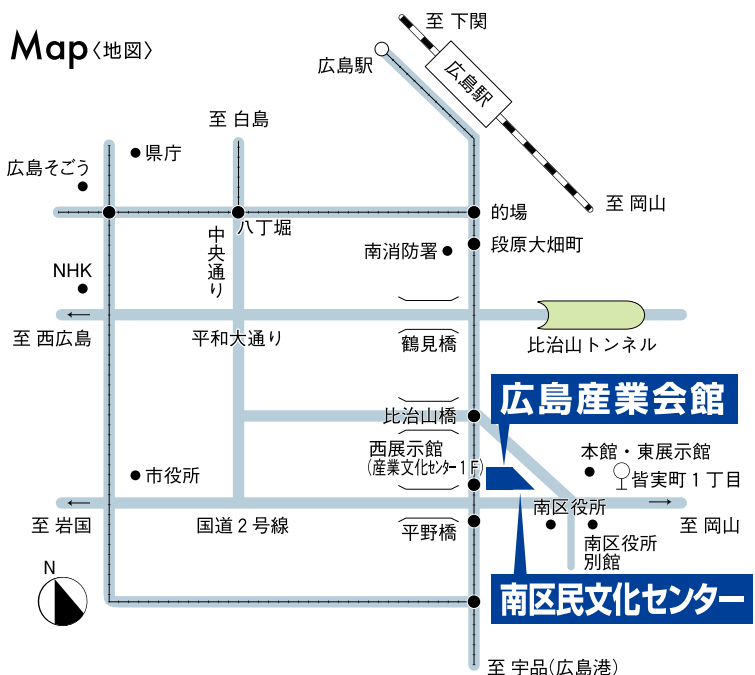 Map〈地図〉
至 下関
広島駅
広島駅
至 白島
県庁
広島そごう
至 岡山
的場
八丁堀
中央通り
南消防署
段原大畑町
NHK
至 西広島
平和大通り
鶴見橋
比治山トンネル
広島産業会館
比治山橋
西展示館
(産業文化センター1F)
本館・東展示館
市役所
皆実町1丁目
南区役所
至 岩国
国道2号線
平野橋
至 岡山
南区役所
別館
N
南区民文化センター
至 宇品(広島港)